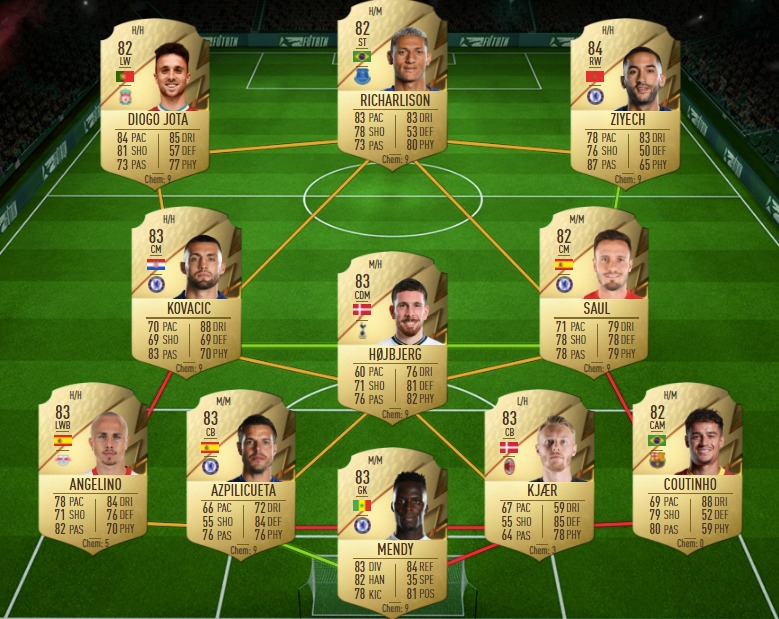 H/H
82
LW
DIOGO JOTA
84 PAC 85 DRI
81 SHO 57 DEF
73 PAS 77 PHY
Chem: 9
H/M
82
ST
RICHARLISON
83 PAC 83 DRI
78 SHO 53 DEF
73 PAS 80 PHY
Chem: 9
H/H
84
RW
ZIYECH
78 PAC 83 DRI
76 SHO 50 DEF
87 PAS 65 PHY
Chem: 9
H/H
83
CM
KOVACIC
70 PAC 88 DRI
69 SHO 69 DEF
83 PAS 70 PHY
Chem: 9
M/H
83
CDM
HØJBJERG
60 PAC 76 DRI
71 SHO 81 DEF
76 PAS 82 PHY
Chem: 9
M/M
82
CM
SAUL
71 PAC 79 DRI
78 SHO 78 DEF
78 PAS 79 PHY
Chem: 9
H/H
83
LWB
ANGELINO
78 PAC 84 DRI
71 SHO 76 DEF
82 PAS 70 PHY
Chem: 5
M/M
83
CB
AZPILICUETA
66 PAC 72 DRI
55 SHO 84 DEF
76 PAS 76 PHY
Chem: 9
M/M
83
GK
MENDY
83 DIV 84 REF
82 HAN 35 SPE
78 KIC 81 POS
Chem: 9
L/H
83
CB
KJÆR
67 PAC 59 DRI
55 SHO 85 DEF
64 PAS 78 PHY
Chem: 3
H/M
82
CAM
COUTINHO
69 PAC 88 DRI
79 SHO 52 DEF
80 PAS 59 PHY
Chem: 0